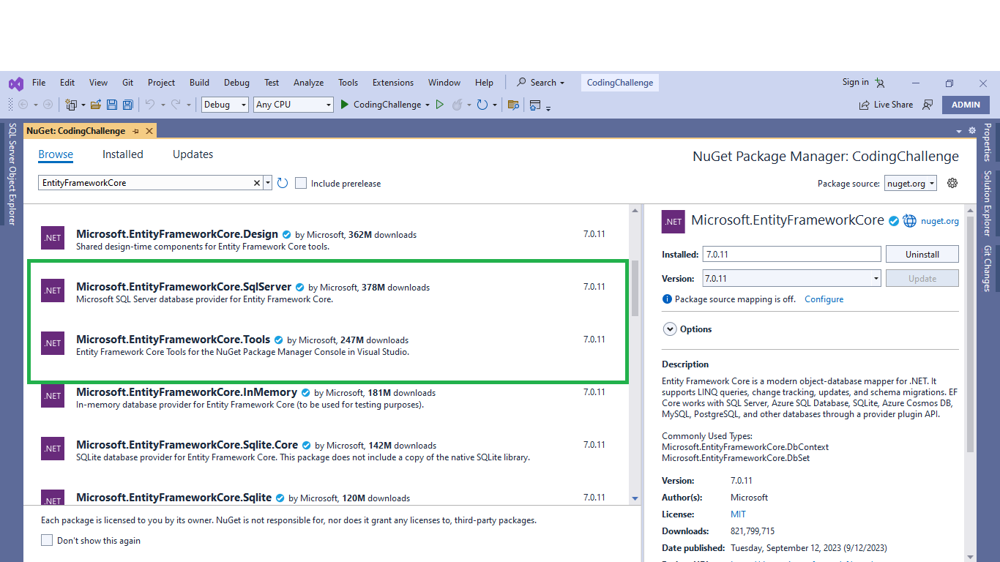 File Edit View Git Project Build Debug Test Analyze Tools Extensions Window Help Search CodingChallenge Sign in
Debug Any CPU CodingChallenge Live Share ADMIN
SQL Server Object Explorer
NuGet: CodingChallenge
Browse Installed Updates
NuGet Package Manager: CodingChallenge
EntityFrameworkCore Include prerelease
Package source: nuget.org
.NET Microsoft.EntityFrameworkCore.Design by Microsoft, 362M downloads 7.0.11
Shared design-time components for Entity Framework Core tools.
.NET Microsoft.EntityFrameworkCore.SqlServer by Microsoft, 378M downloads 7.0.11
Microsoft SQL Server database provider for Entity Framework Core.
.NET Microsoft.EntityFrameworkCore.Tools by Microsoft, 247M downloads 7.0.11
Entity Framework Core Tools for the NuGet Package Manager Console in Visual Studio.
.NET Microsoft.EntityFrameworkCore.InMemory by Microsoft, 181M downloads 7.0.11
In-memory database provider for Entity Framework Core (to be used for testing purposes).
.NET Microsoft.EntityFrameworkCore.Sqlite.Core by Microsoft, 142M downloads 7.0.11
SQLite database provider for Entity Framework Core. This package does not include a copy of the native SQLite library.
.NET Microsoft.EntityFrameworkCore.Sqlite by Microsoft, 120M downloads 7.0.11
Each package is licensed to you by its owner. NuGet is not responsible for, nor does it grant any licenses to, third-party packages.
Don't show this again
.NET Microsoft.EntityFrameworkCore nuget.org
Installed: 7.0.11 Uninstall
Version: 7.0.11 Update
Package source mapping is off. Configure
Options
Description
Entity Framework Core is a modern object-database mapper for .NET. It
supports LINQ queries, change tracking, updates, and schema migrations. EF
Core works with SQL Server, Azure SQL Database, SQLite, Azure Cosmos DB,
MySQL, PostgreSQL, and other databases through a provider plugin API.
Commonly Used Types:
Microsoft.EntityFrameworkCore.DbContext
Microsoft.EntityFrameworkCore.DbSet
Version: 7.0.11
Author(s): Microsoft
License: MIT
Downloads: 821,799,715
Date published: Tuesday, September 12, 2023 (9/12/2023)
Properties
Solution Explorer
Git Changes